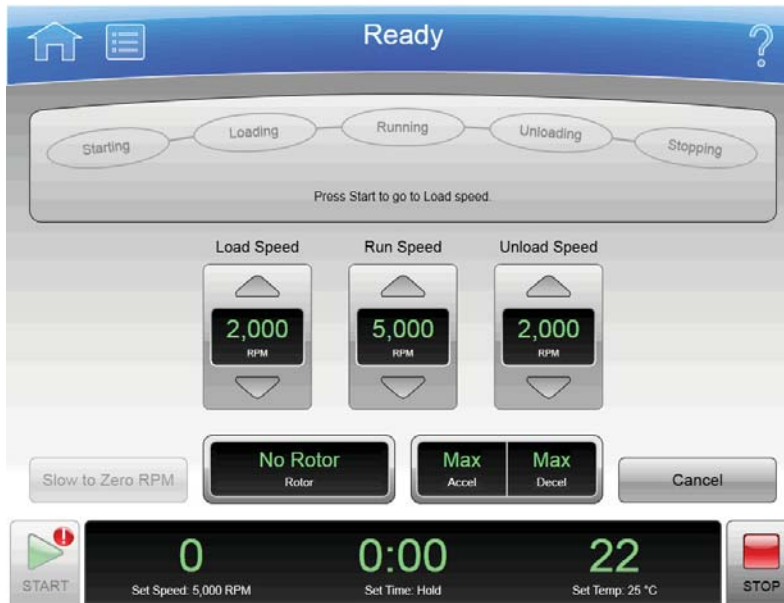 Ready
Starting
Loading
Running
Unloading
Stopping
Press Start to go to Load speed.
Load Speed
Run Speed
Unload Speed
2,000
RPM
5,000
RPM
2,000
RPM
Slow to Zero RPM
No Rotor
Rotor
Max
Accel
Max
Decel
Cancel
START
0
Set Speed: 5,000 RPM
0:00
Set Time: Hold
22
Set Temp: 25 °C
STOP